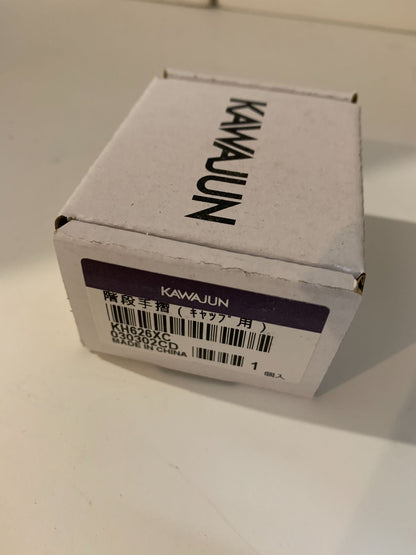 KAWAJUN
KAWAJUN
階段手摺(ｷｬｯﾌﾟ用)
KH626XC
030302CD
MADE IN CHINA
1 個入